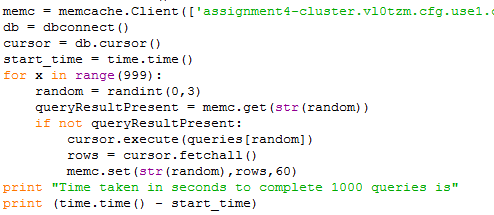 memc = memcache.Client(['assignment4-cluster.vl0tzm.cfg.use1.
db = dbconnect()
cursor = db.cursor()
start_time = time.time()
for x in range(999):
    random = randint(0,3)
    queryResultPresent = memc.get(str(random))
    if not queryResultPresent:
        cursor.execute(queries[random])
        rows = cursor.fetchall()
        memc.set(str(random),rows,60)
print "Time taken in seconds to complete 1000 queries is"
print (time.time() - start_time)